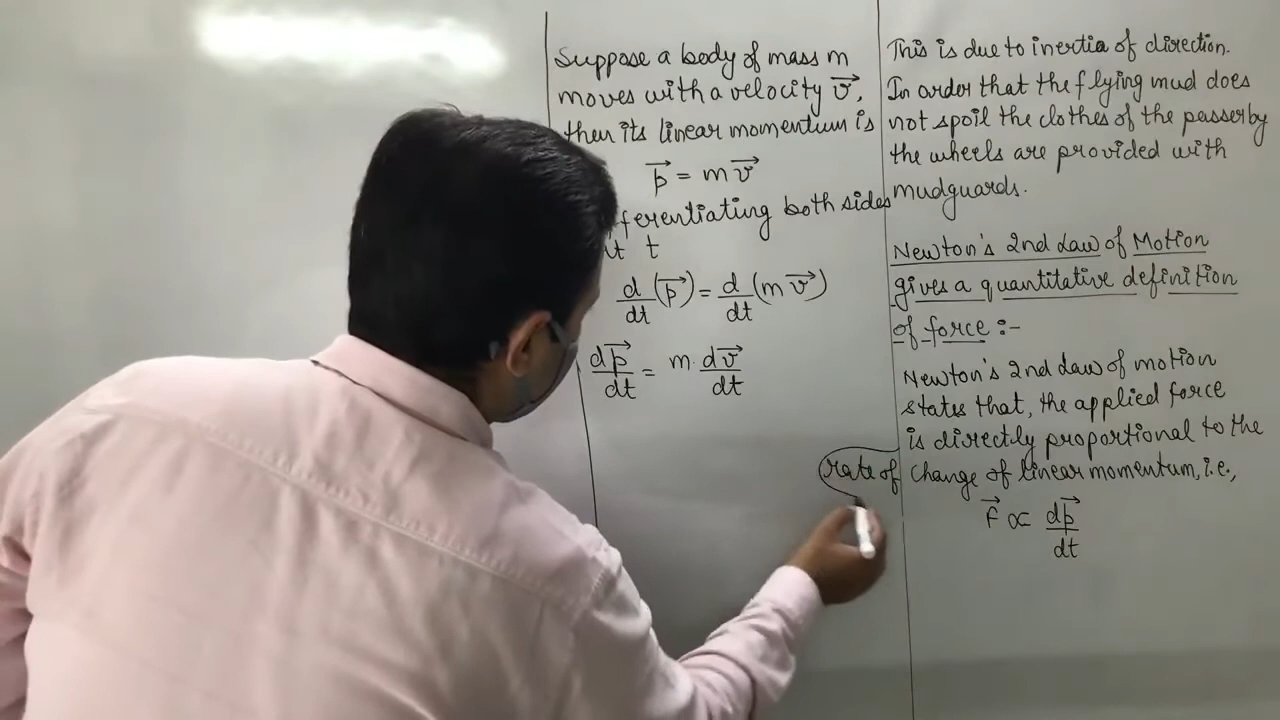 Suppose a body of mass m
moves with a velocity v⃗,
then its linear momentum is
p⃗ = m v⃗
fferentiating both sides
t t
d/dt (p⃗) = d/dt (m v⃗)
dp⃗/dt = m. dv⃗/dt
This is due to inertia of direction.
In order that the flying mud does
not spoil the clothes of the passerby
the wheels are provided with
mudguards.
Newton's 2nd Law of Motion
gives a quantitative definition
of force :-
Newton's 2nd Law of motion
states that, the applied force
is directly proportional to the
rate of change of linear momentum, i.e.,
F⃗ ∝ dp⃗/dt